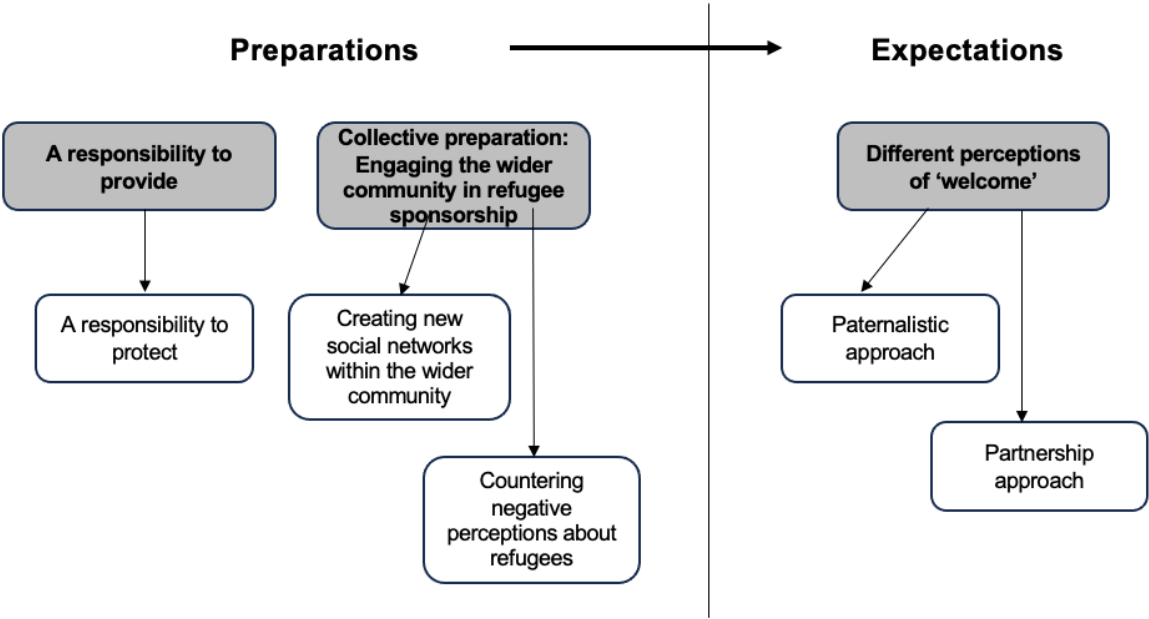 Preparations
Expectations
A responsibility to
provide
Collective preparation:
Engaging the wider
community in refugee
sponsorship
Different perceptions
of ‘welcome’
A responsibility to
protect
Creating new
social networks
within the wider
community
Paternalistic
approach
Partnership
approach
Countering
negative
perceptions about
refugees